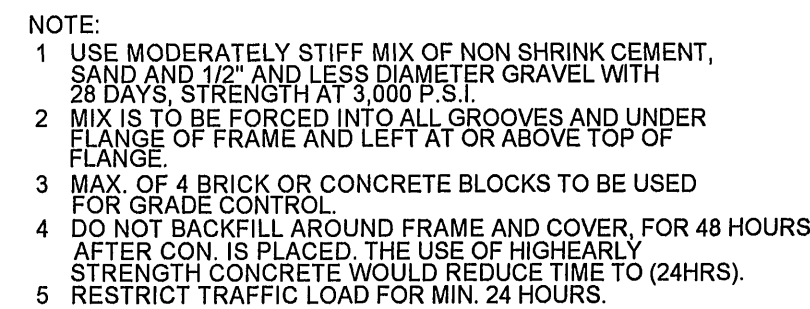 NOTE:
1 USE MODERATELY STIFF MIX OF NON SHRINK CEMENT,
SAND AND 1/2" AND LESS DIAMETER GRAVEL WITH
28 DAYS, STRENGTH AT 3,000 P.S.I.
2 MIX IS TO BE FORCED INTO ALL GROOVES AND UNDER
FLANGE OF FRAME AND LEFT AT OR ABOVE TOP OF
FLANGE.
3 MAX. OF 4 BRICK OR CONCRETE BLOCKS TO BE USED
FOR GRADE CONTROL.
4 DO NOT BACKFILL AROUND FRAME AND COVER, FOR 48 HOURS
AFTER CON. IS PLACED. THE USE OF HIGHEARLY
STRENGTH CONCRETE WOULD REDUCE TIME TO (24HRS).
5 RESTRICT TRAFFIC LOAD FOR MIN. 24 HOURS.